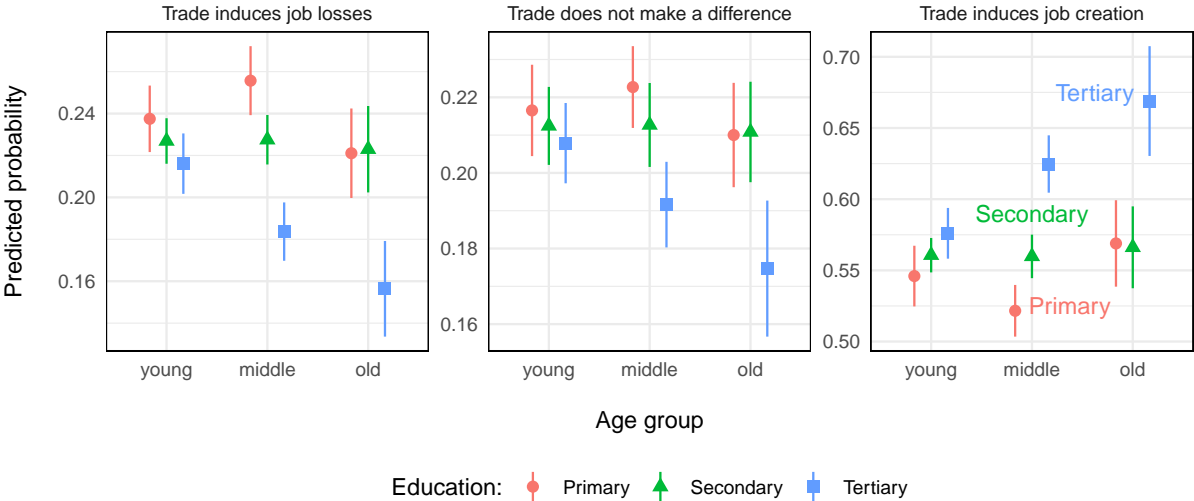 Trade induces job losses
Trade does not make a difference
Trade induces job creation
Predicted probability
0.24
0.20
0.16
0.22
0.20
0.18
0.16
0.70
0.65
0.60
0.55
0.50
Tertiary
Secondary
Primary
young middle old
young middle old
young middle old
Age group
Education: Primary Secondary Tertiary